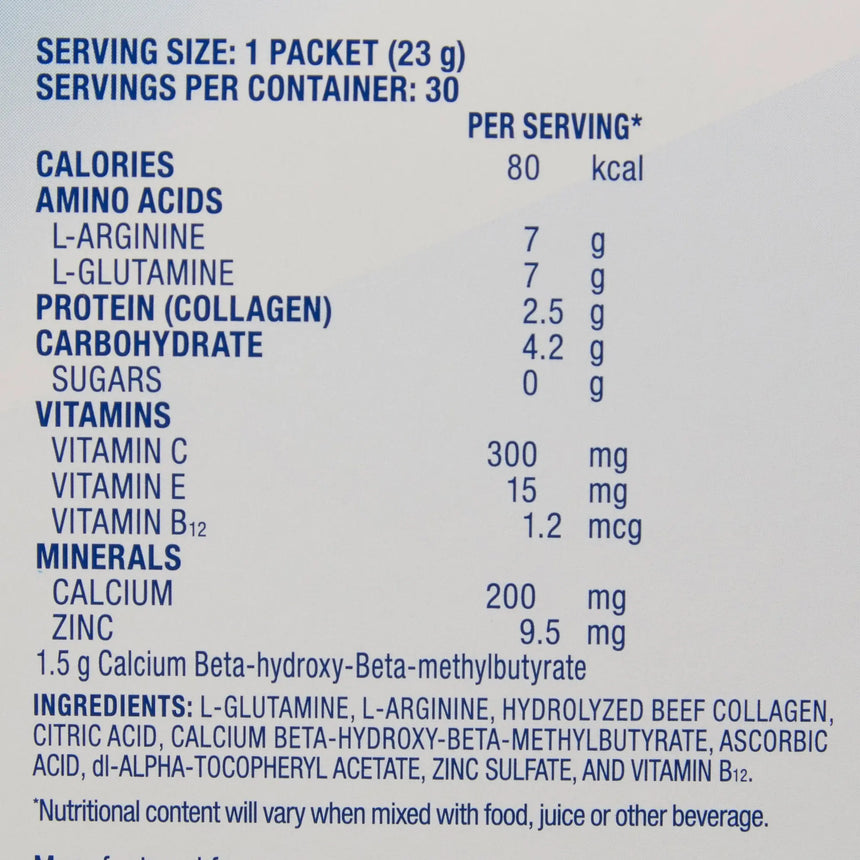 SERVING SIZE: 1 PACKET (23 g)
SERVINGS PER CONTAINER: 30
PER SERVING*
CALORIES 80 kcal
AMINO ACIDS
L-ARGININE 7 g
L-GLUTAMINE 7 g
PROTEIN (COLLAGEN) 2.5 g
CARBOHYDRATE 4.2 g
SUGARS 0 g
VITAMINS
VITAMIN C 300 mg
VITAMIN E 15 mg
VITAMIN B12 1.2 mcg
MINERALS
CALCIUM 200 mg
ZINC 9.5 mg
1.5 g Calcium Beta-hydroxy-Beta-methylbutyrate
INGREDIENTS: L-GLUTAMINE, L-ARGININE, HYDROLYZED BEEF COLLAGEN,
CITRIC ACID, CALCIUM BETA-HYDROXY-BETA-METHYLBUTYRATE, ASCORBIC
ACID, dl-ALPHA-TOCOPHERYL ACETATE, ZINC SULFATE, AND VITAMIN B12.
*Nutritional content will vary when mixed with food, juice or other beverage.